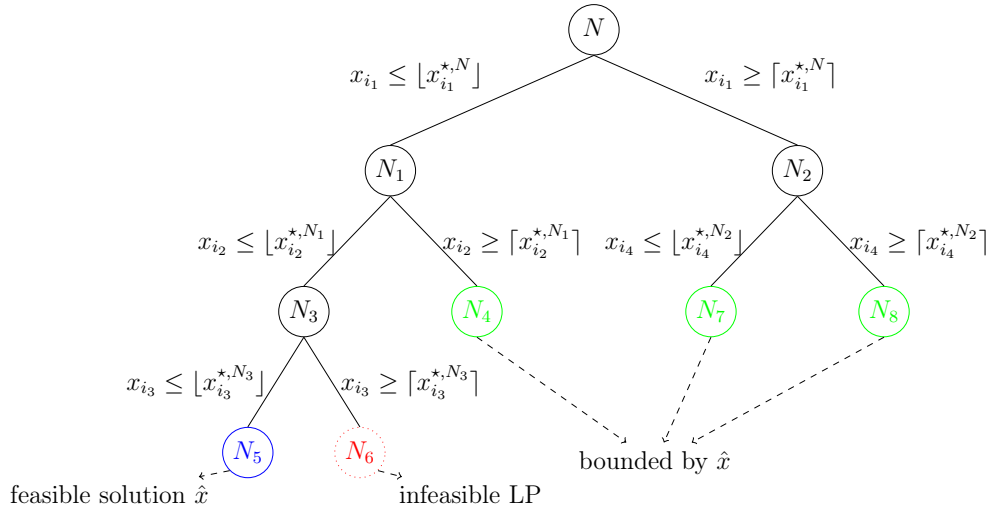 N
x_{i_1} ≤ ⌊x_{i_1}^{⋆,N}⌋ x_{i_1} ≥ ⌈x_{i_1}^{⋆,N}⌉
N_1 N_2
x_{i_2} ≤ ⌊x_{i_2}^{⋆,N_1}⌋ x_{i_2} ≥ ⌈x_{i_2}^{⋆,N_1}⌉ x_{i_4} ≤ ⌊x_{i_4}^{⋆,N_2}⌋ x_{i_4} ≥ ⌈x_{i_4}^{⋆,N_2}⌉
N_3 N_4 N_7 N_8
x_{i_3} ≤ ⌊x_{i_3}^{⋆,N_3}⌋ x_{i_3} ≥ ⌈x_{i_3}^{⋆,N_3}⌉
N_5 N_6
bounded by x̂
feasible solution x̂ infeasible LP